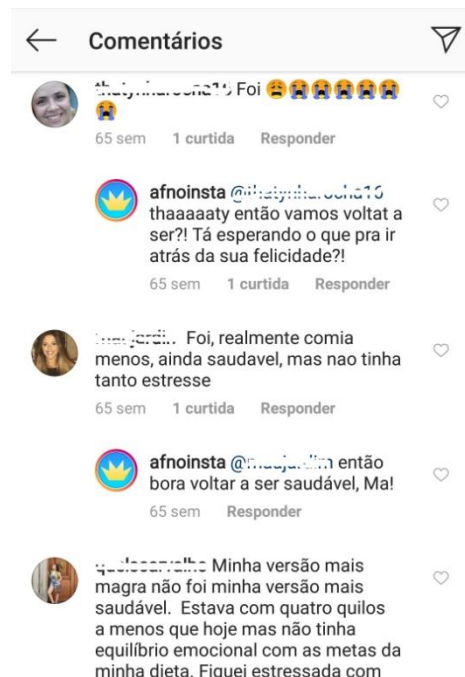 Comentários
Foi 😩😭😭😭😭😭
😭
65 sem 1 curtida Responder
afnoinsta
thaaaaaty então vamos voltat a
ser?! Tá esperando o que pra ir
atrás da sua felicidade?!
65 sem 1 curtida Responder
Foi, realmente comia
menos, ainda saudavel, mas nao tinha
tanto estresse
65 sem 1 curtida Responder
afnoinsta então
bora voltar a ser saudável, Ma!
65 sem Responder
Minha versão mais
magra não foi minha versão mais
saudável. Estava com quatro quilos
a menos que hoje mas não tinha
equilíbrio emocional com as metas da
minha dieta. Fiquei estressada com